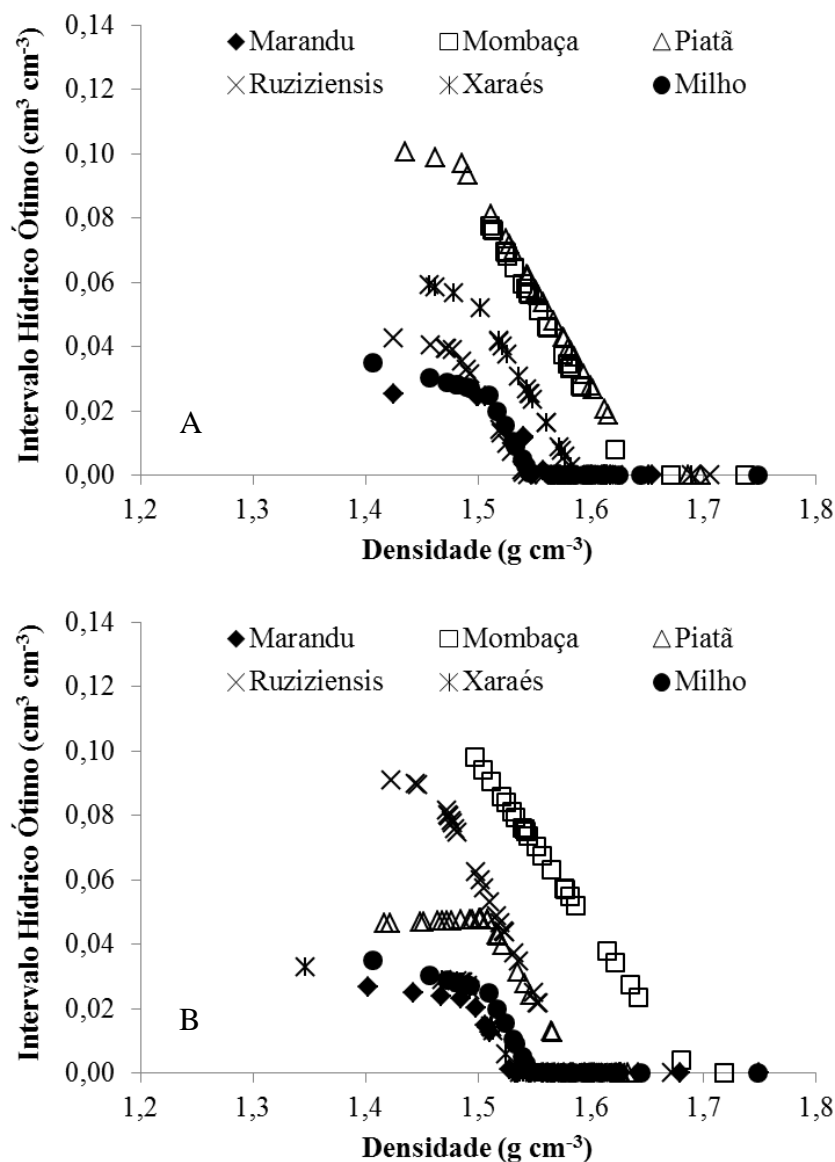 0,14
◆Marandu □Mombaça △Piatã
×Ruziziensis ж Xaraés ●Milho
0,12
0,10
0,08
0,06
0,04
0,02
0,00
A
Intervalo Hídrico Ótimo (cm³ cm⁻³)
1,2 1,3 1,4 1,5 1,6 1,7 1,8
Densidade (g cm⁻³)
0,14
◆Marandu □Mombaça △Piatã
×Ruziziensis ж Xaraés ●Milho
0,12
0,10
0,08
0,06
0,04
0,02
0,00
B
Intervalo Hídrico Ótimo (cm³ cm⁻³)
1,2 1,3 1,4 1,5 1,6 1,7 1,8
Densidade (g cm⁻³)